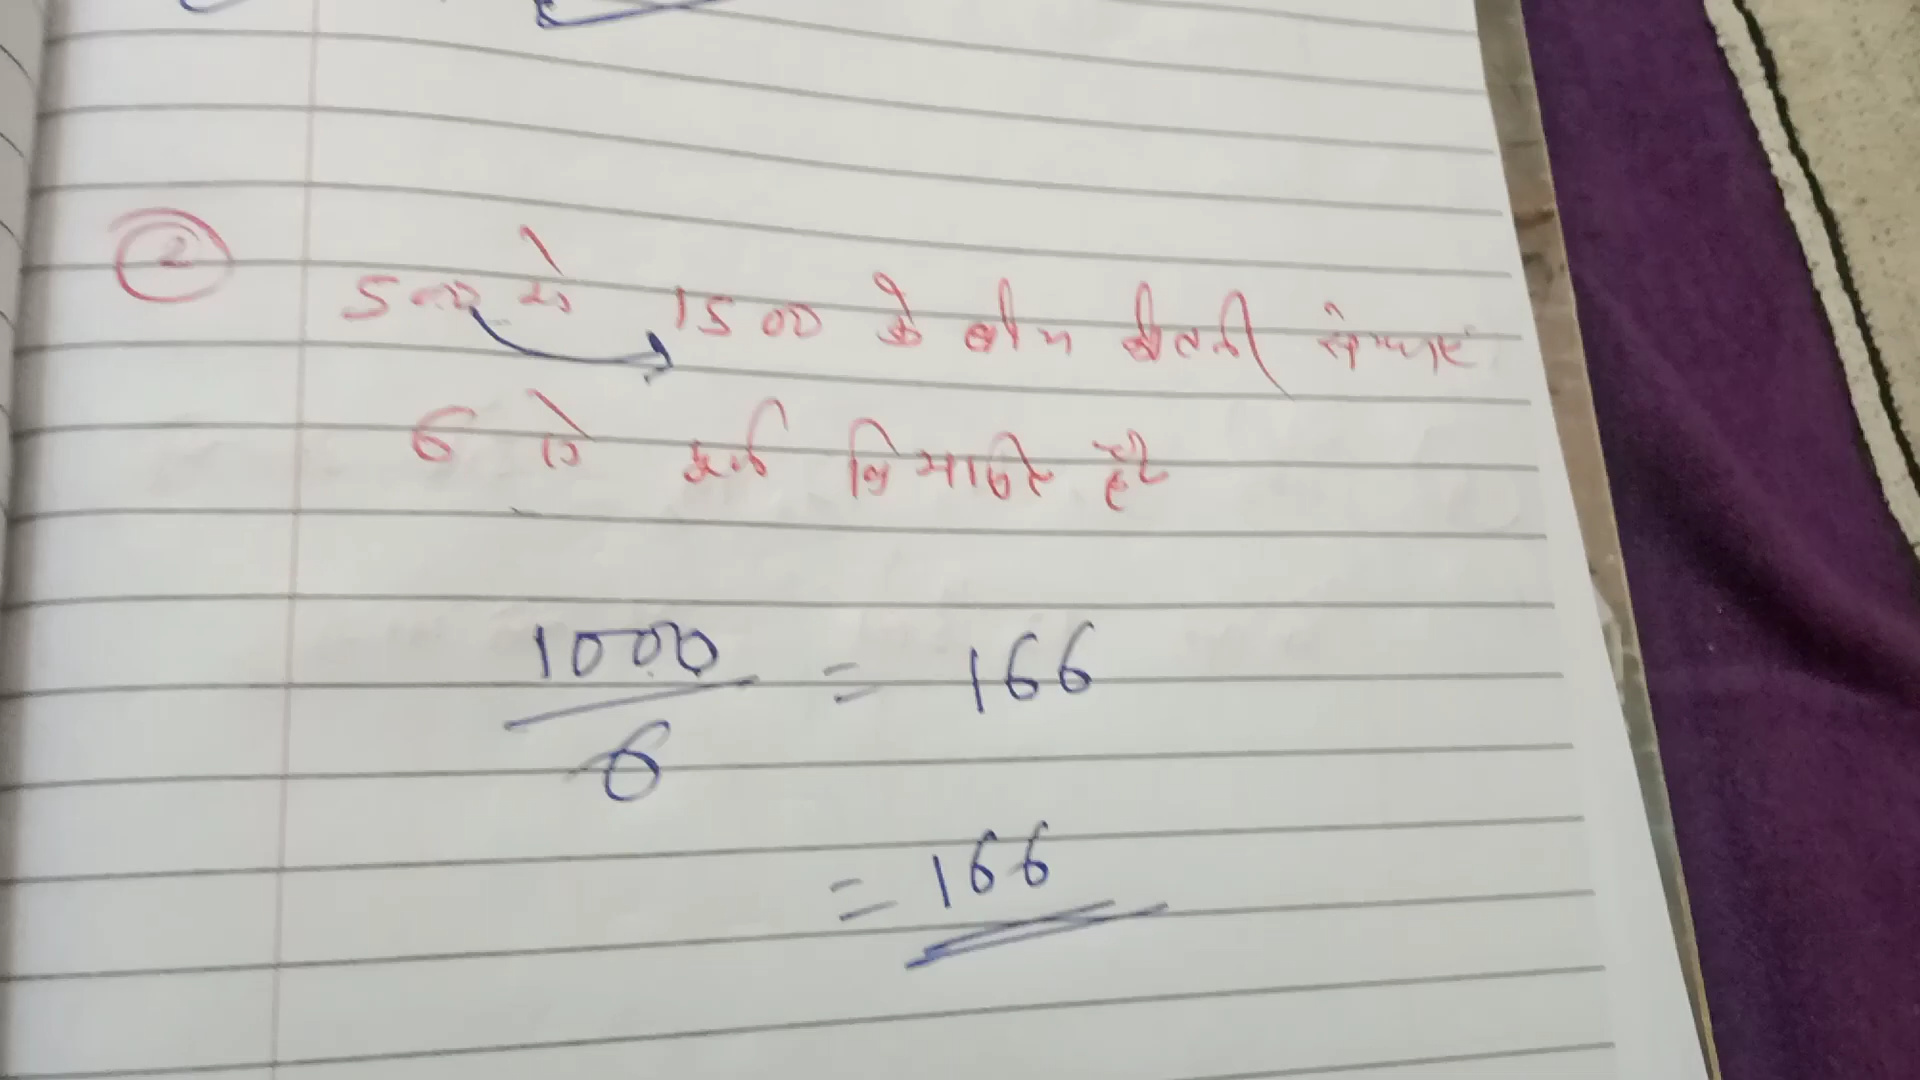 2
500 से 1500 के बीच कितनी संख्याएं
6 से पूर्ण विभाजित है
1000 / 6 = 166
= 166